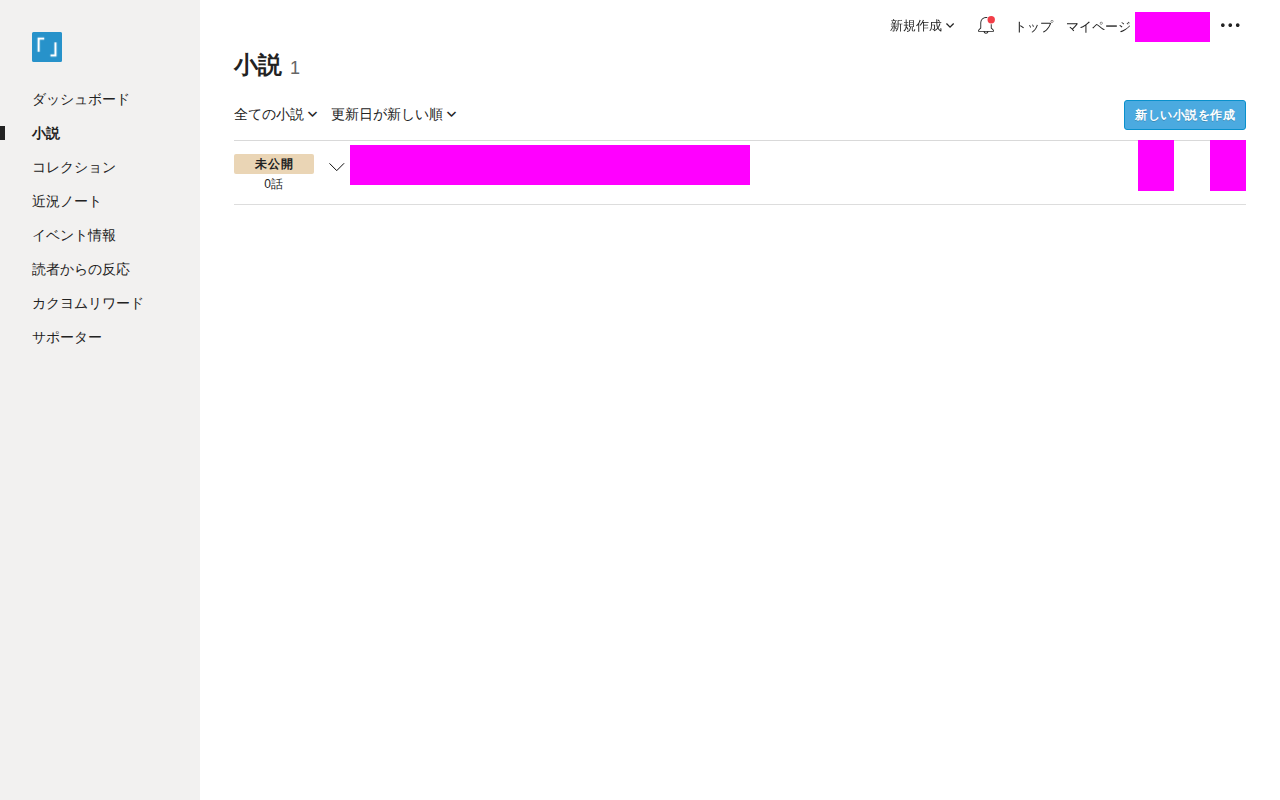 新規作成 トップ マイページ
小説 1
ダッシュボード
小説
コレクション
近況ノート
イベント情報
読者からの反応
カクヨムリワード
サポーター
全ての小説 更新日が新しい順 新しい小説を作成
未公開
0話